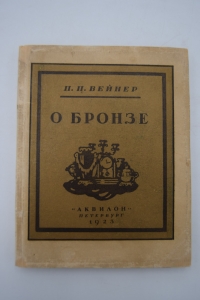 П. П. ВЕЙНЕР
О БРОНЗЕ
"АКВИЛОН"
ПЕТЕРБУРГ
1923